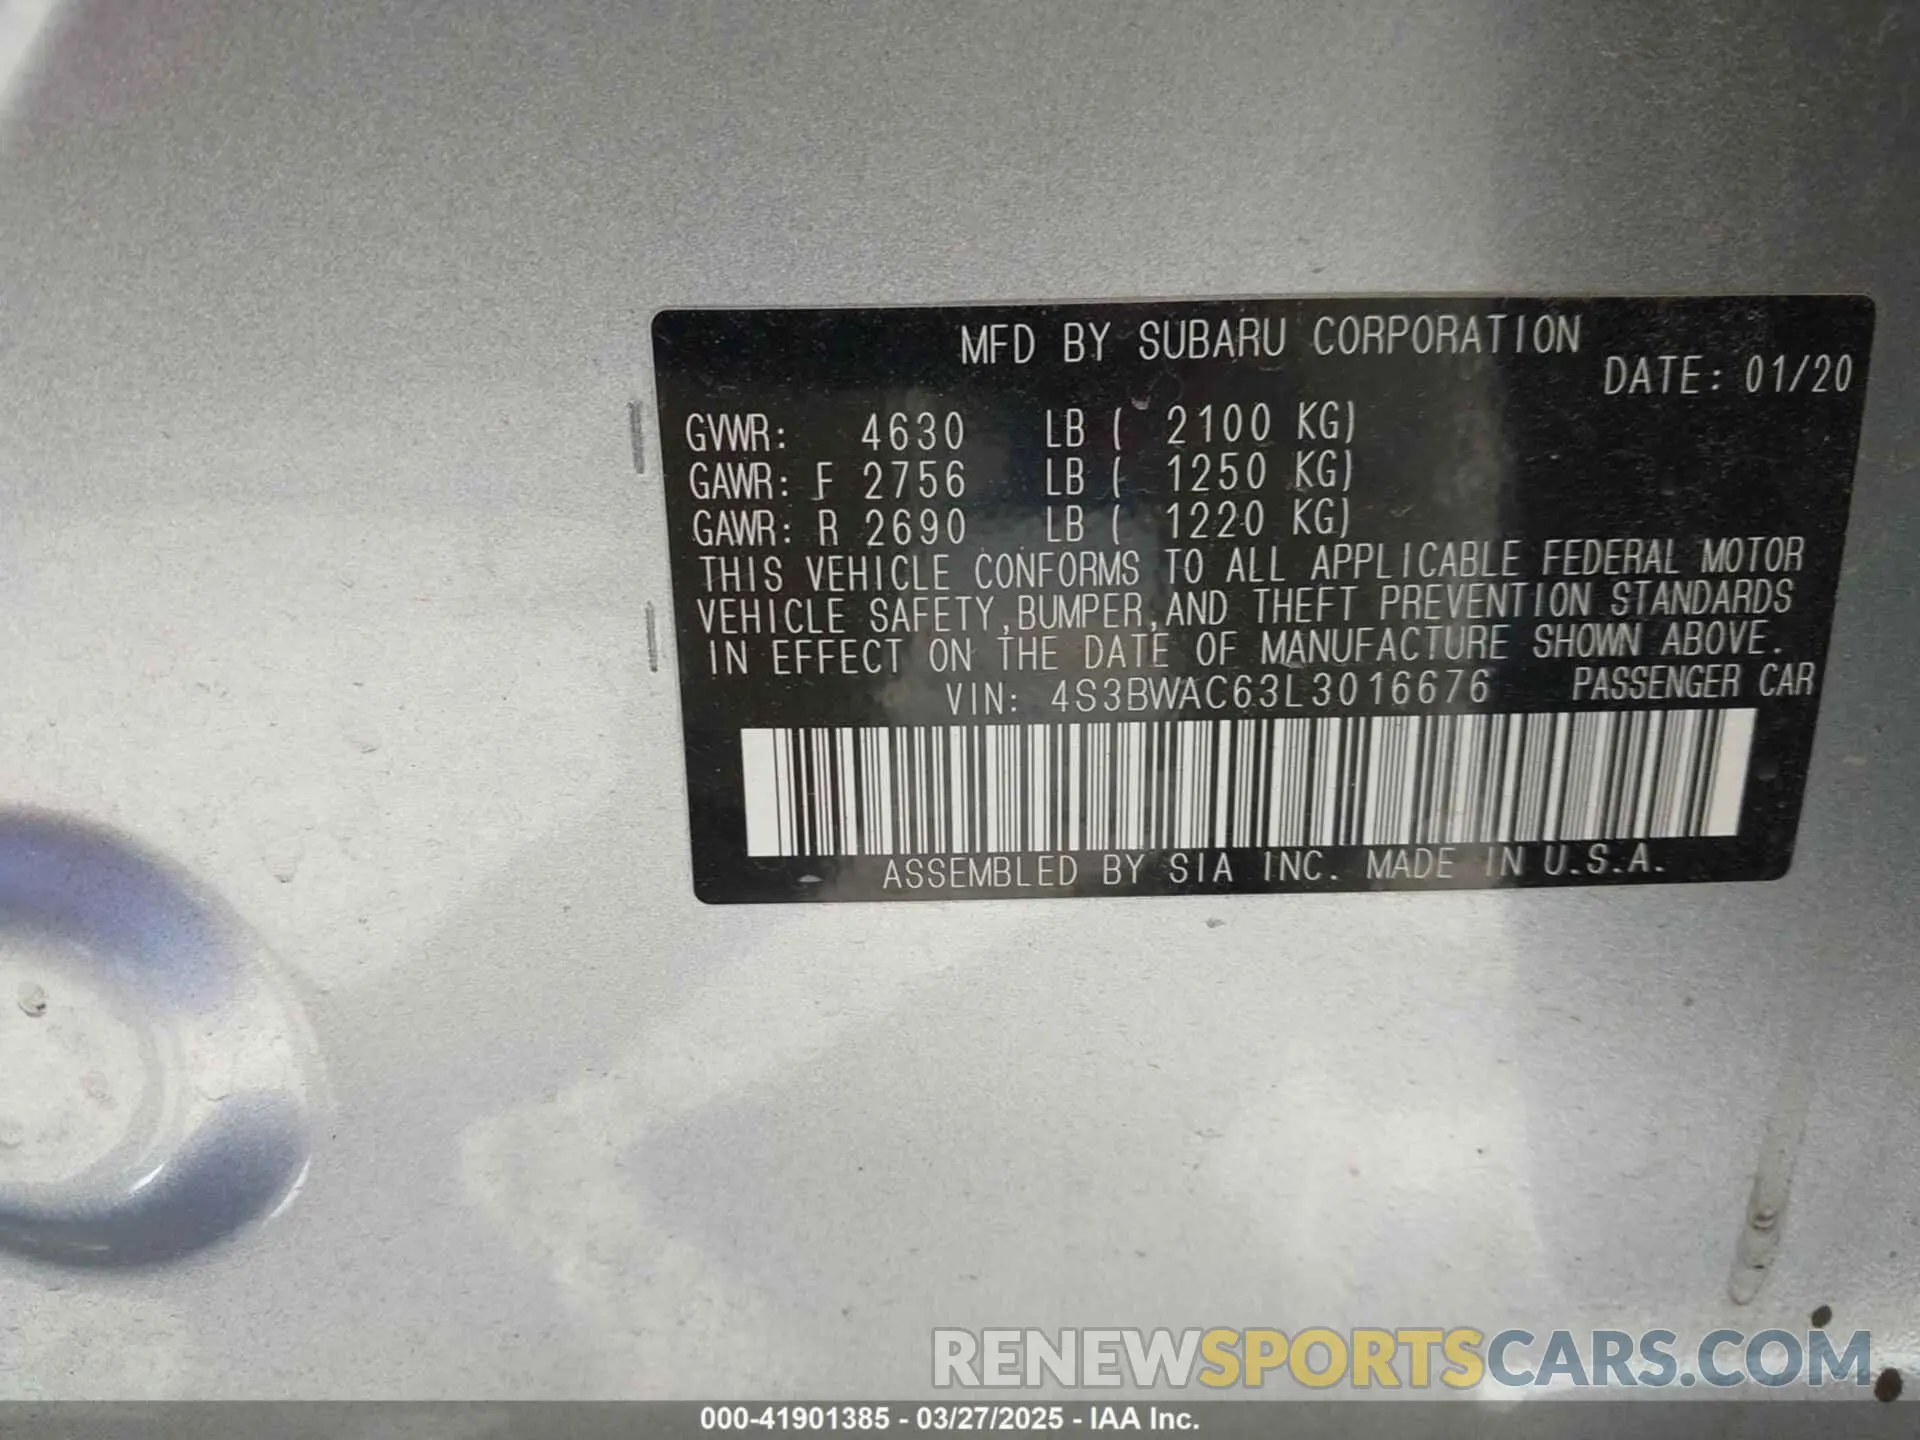 MFD BY SUBARU CORPORATION
DATE: 01/20
GVWR: 4630 LB ( 2100 KG)
GAWR: F 2756 LB ( 1250 KG)
GAWR: R 2690 LB ( 1220 KG)
THIS VEHICLE CONFORMS TO ALL APPLICABLE FEDERAL MOTOR
VEHICLE SAFETY,BUMPER,AND THEFT PREVENTION STANDARDS
IN EFFECT ON THE DATE OF MANUFACTURE SHOWN ABOVE.
VIN: 4S3BWAC63L3016676 PASSENGER CAR
ASSEMBLED BY SIA INC. MADE IN U.S.A.
RENEWSPORTSCARS.COM
000-41901385 - 03/27/2025 - IAA Inc.